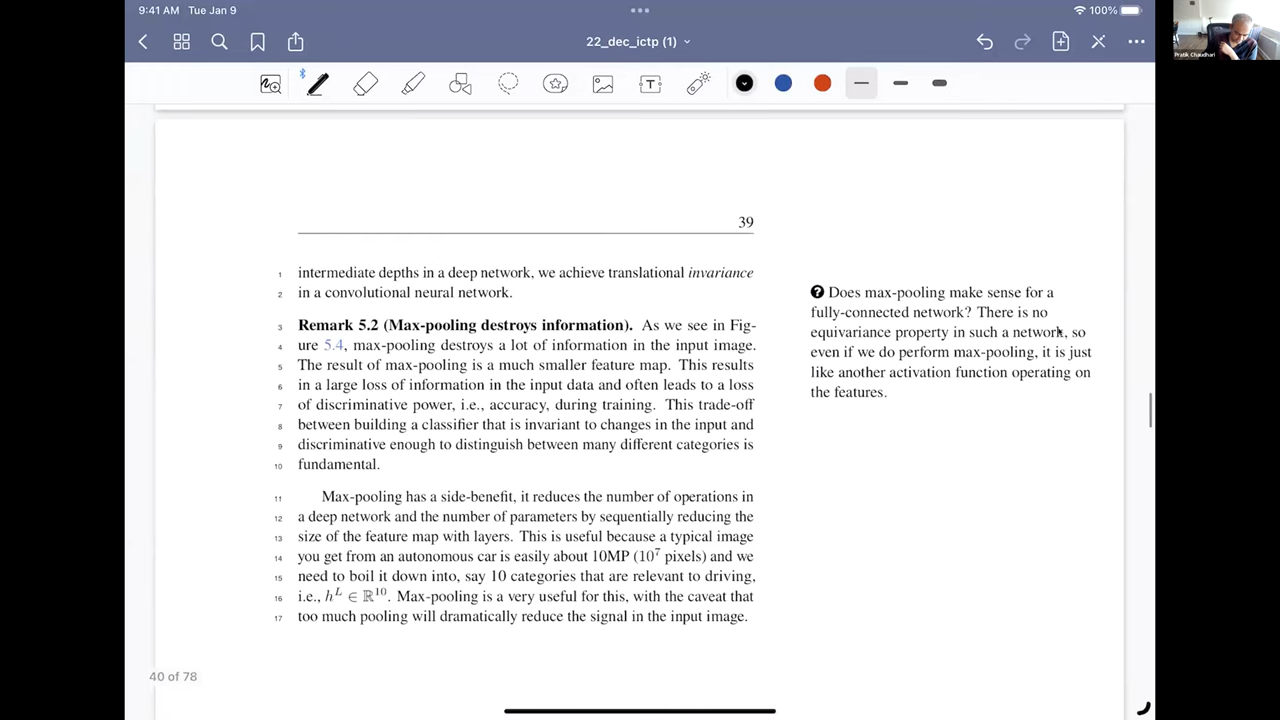 9:41 AM Tue Jan 9
100%
22_dec_ictp (1)
Pratik Chaudhari
39
1 intermediate depths in a deep network, we achieve translational invariance
2 in a convolutional neural network.
3 Remark 5.2 (Max-pooling destroys information). As we see in Fig-
4 ure 5.4, max-pooling destroys a lot of information in the input image.
5 The result of max-pooling is a much smaller feature map. This results
6 in a large loss of information in the input data and often leads to a loss
7 of discriminative power, i.e., accuracy, during training. This trade-off
8 between building a classifier that is invariant to changes in the input and
9 discriminative enough to distinguish between many different categories is
10 fundamental.
11 Max-pooling has a side-benefit, it reduces the number of operations in
12 a deep network and the number of parameters by sequentially reducing the
13 size of the feature map with layers. This is useful because a typical image
14 you get from an autonomous car is easily about 10MP (10⁷ pixels) and we
15 need to boil it down into, say 10 categories that are relevant to driving,
16 i.e., hᴸ ∈ ℝ¹⁰. Max-pooling is a very useful for this, with the caveat that
17 too much pooling will dramatically reduce the signal in the input image.
? Does max-pooling make sense for a
fully-connected network? There is no
equivariance property in such a network, so
even if we do perform max-pooling, it is just
like another activation function operating on
the features.
40 of 78